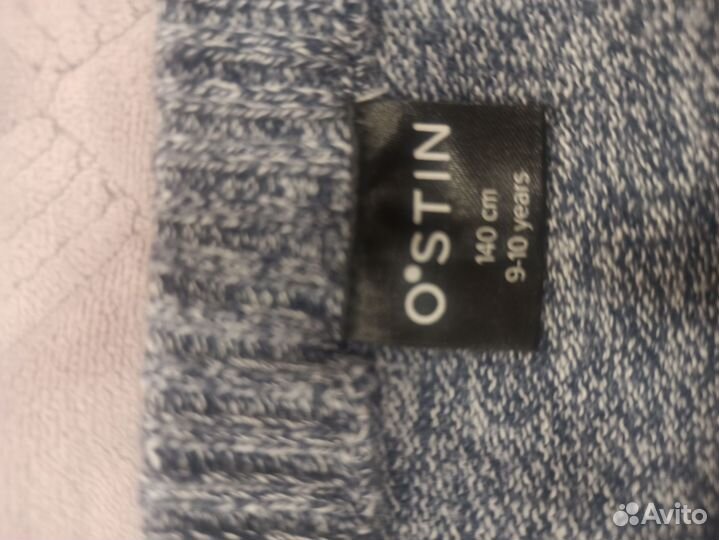 O'STIN
140 cm
9-10 years
Avito